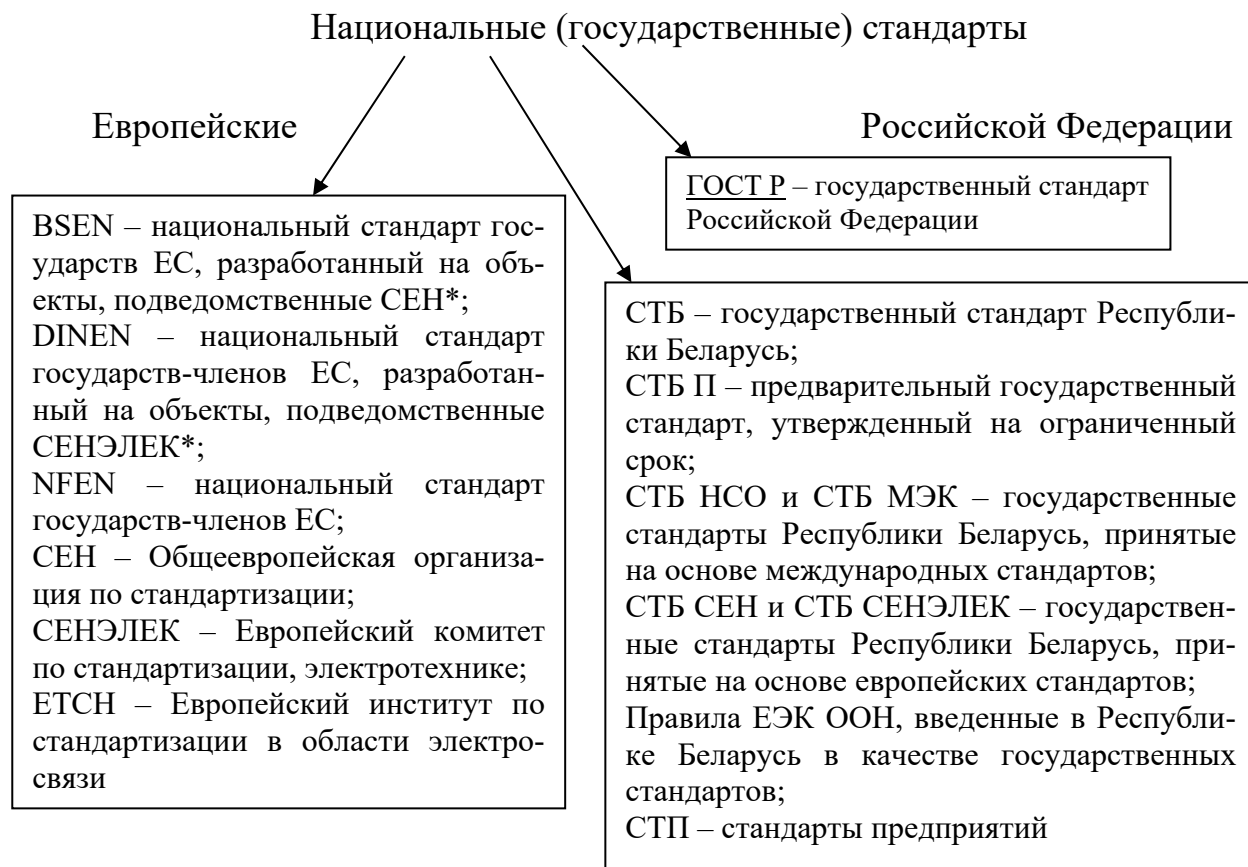 Национальные (государственные) стандарты
Европейские
Российской Федерации
ГОСТ Р – государственный стандарт
Российской Федерации
BSEN – национальный стандарт гос-
ударств ЕС, разработанный на объ-
екты, подведомственные СЕН*;
DINEN – национальный стандарт
государств-членов ЕС, разработан-
ный на объекты, подведомственные
СЕНЭЛЕК*;
NFEN – национальный стандарт
государств-членов ЕС;
СЕН – Общеевропейская организа-
ция по стандартизации;
СЕНЭЛЕК – Европейский комитет
по стандартизации, электротехнике;
ЕТСН – Европейский институт по
стандартизации в области электро-
связи
СТБ – государственный стандарт Республи-
ки Беларусь;
СТБ П – предварительный государственный
стандарт, утвержденный на ограниченный
срок;
СТБ НСО и СТБ МЭК – государственные
стандарты Республики Беларусь, принятые
на основе международных стандартов;
СТБ СЕН и СТБ СЕНЭЛЕК – государствен-
ные стандарты Республики Беларусь, при-
нятые на основе европейских стандартов;
Правила ЕЭК ООН, введенные в Республи-
ке Беларусь в качестве государственных
стандартов;
СТП – стандарты предприятий